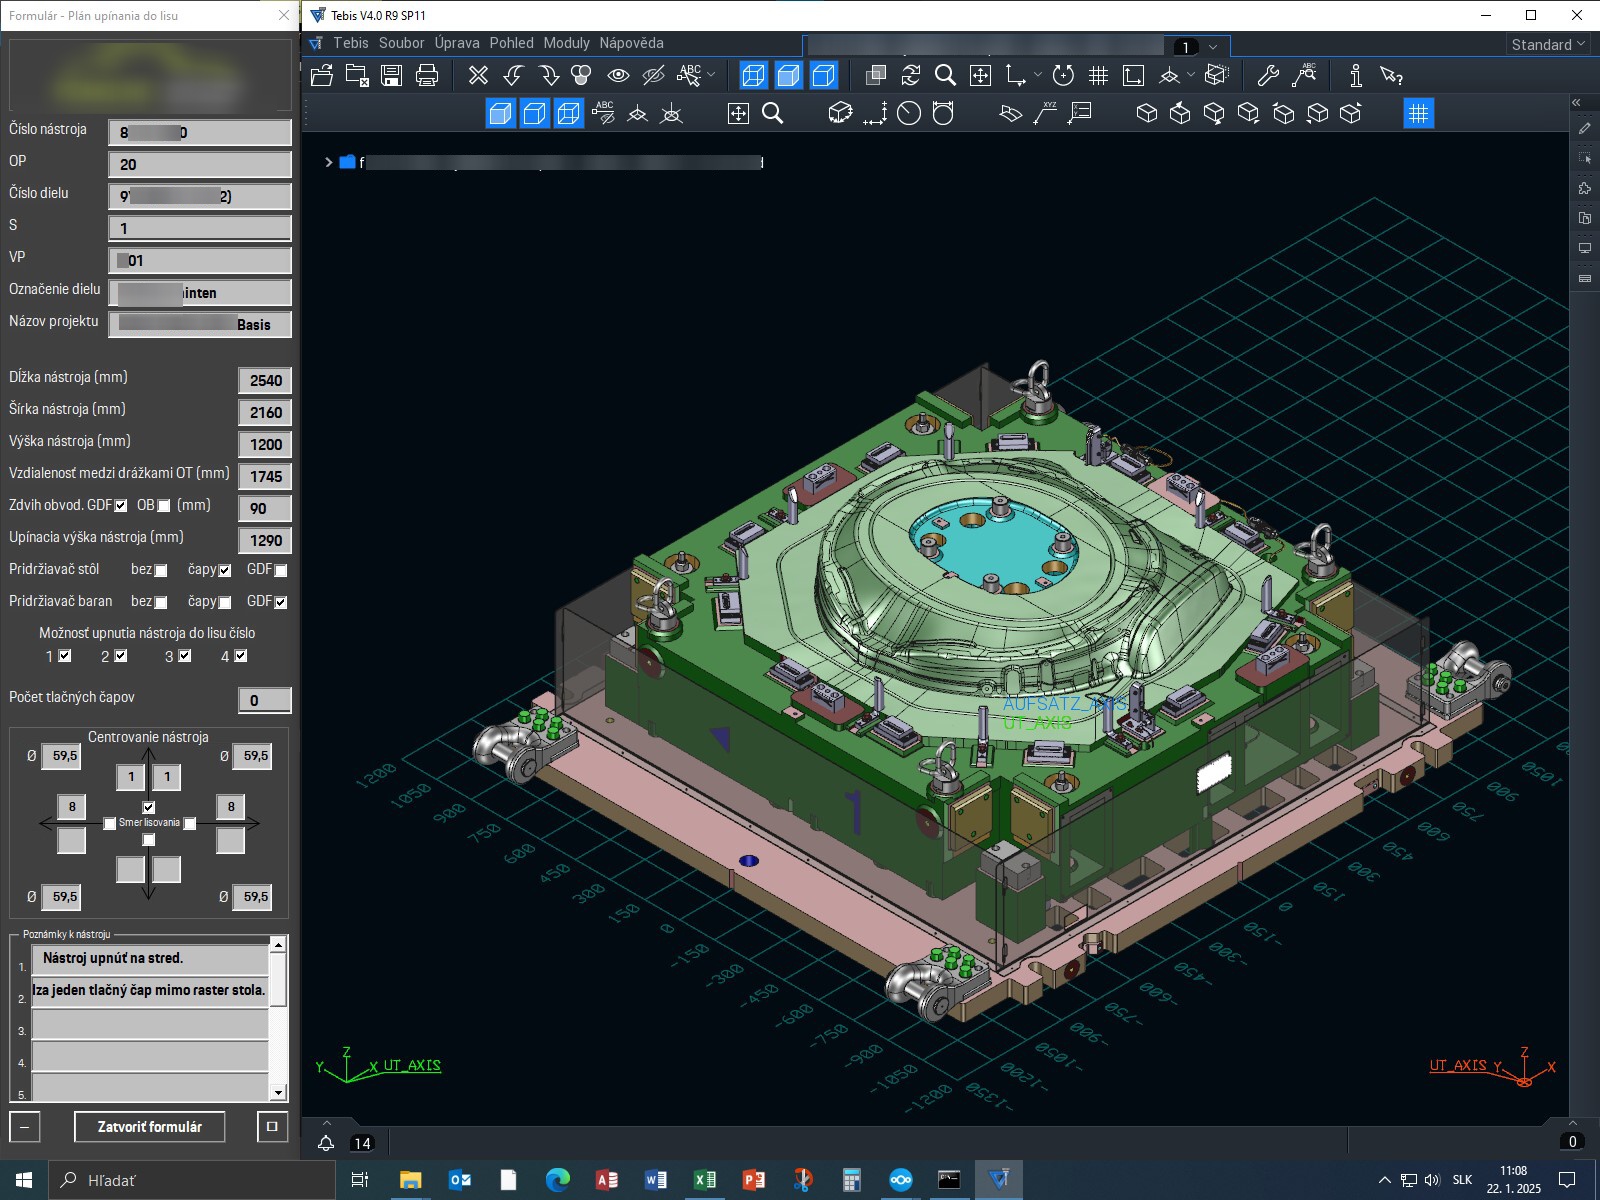 Formulár - Plán upínania do lisu
Číslo nástroja
8 0
OP
20
Číslo dielu
9 2)
S
1
VP
01
Označenie dielu
inten
Názov projektu
Basis
Dĺžka nástroja (mm)
2540
Šírka nástroja (mm)
2160
Výška nástroja (mm)
1200
Vzdialenosť medzi drážkami OT (mm)
1745
Zdvih obvod. GDF OB (mm)
90
Upínacia výška nástroja (mm)
1290
Pridržiavač stôl bez čapy GDF
Pridržiavač baran bez čapy GDF
Možnosť upnutia nástroja do lisu číslo
1 2 3 4
Počet tlačných čapov
0
Centrovanie nástroja
Ø 59,5 Ø 59,5
1 1
8 8
Smer lisovania
Ø 59,5 Ø 59,5
Poznámky k nástroju
1. Nástroj upnúť na stred.
2. lza jeden tlačný čap mimo raster stola.
3.
4.
5.
Zatvoriť formulár
Tebis V4.0 R9 SP11
Tebis Súbor Úprava Pohled Moduly Nápověda
1
Standard
ABC
ABC
ABC
XYZ
f d
AUFSATZ_AXIS
UT_AXIS
1
1200
1050
900
750
600
450
300
150
0
-150
-300
-450
-600
-750
-900
-1050
-1200
1050
900
750
600
450
300
150
0
-150
-300
-450
-600
-750
-900
-1050
-1200
-1350
Z
Y X UT_AXIS
Z
UT_AXIS Y X
14
0
Hľadať
SLK
11:08
22. 1. 2025